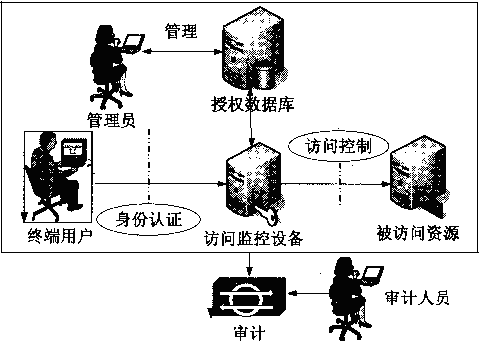 管理
授权数据库
管理员
访问控制
身份认证
终端用户
访问监控设备
被访问资源
审计
审计人员